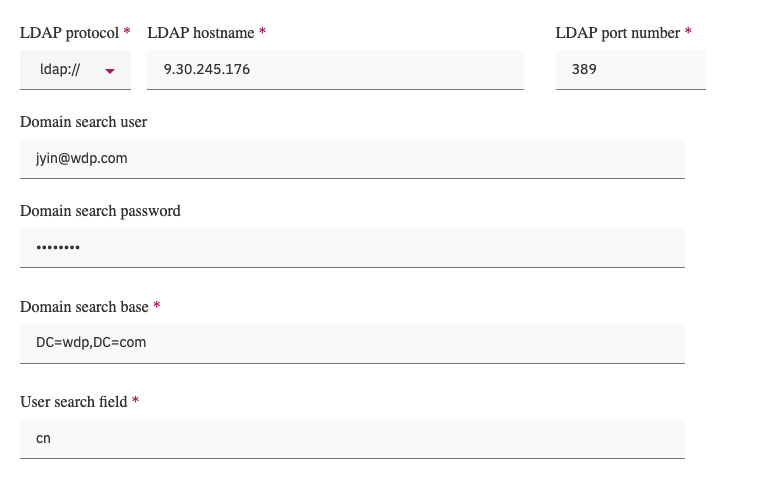 LDAP protocol * LDAP hostname * LDAP port number *
ldap:// 9.30.245.176 389
Domain search user
jyin@wdp.com
Domain search password
••••••••
Domain search base *
DC=wdp,DC=com
User search field *
cn